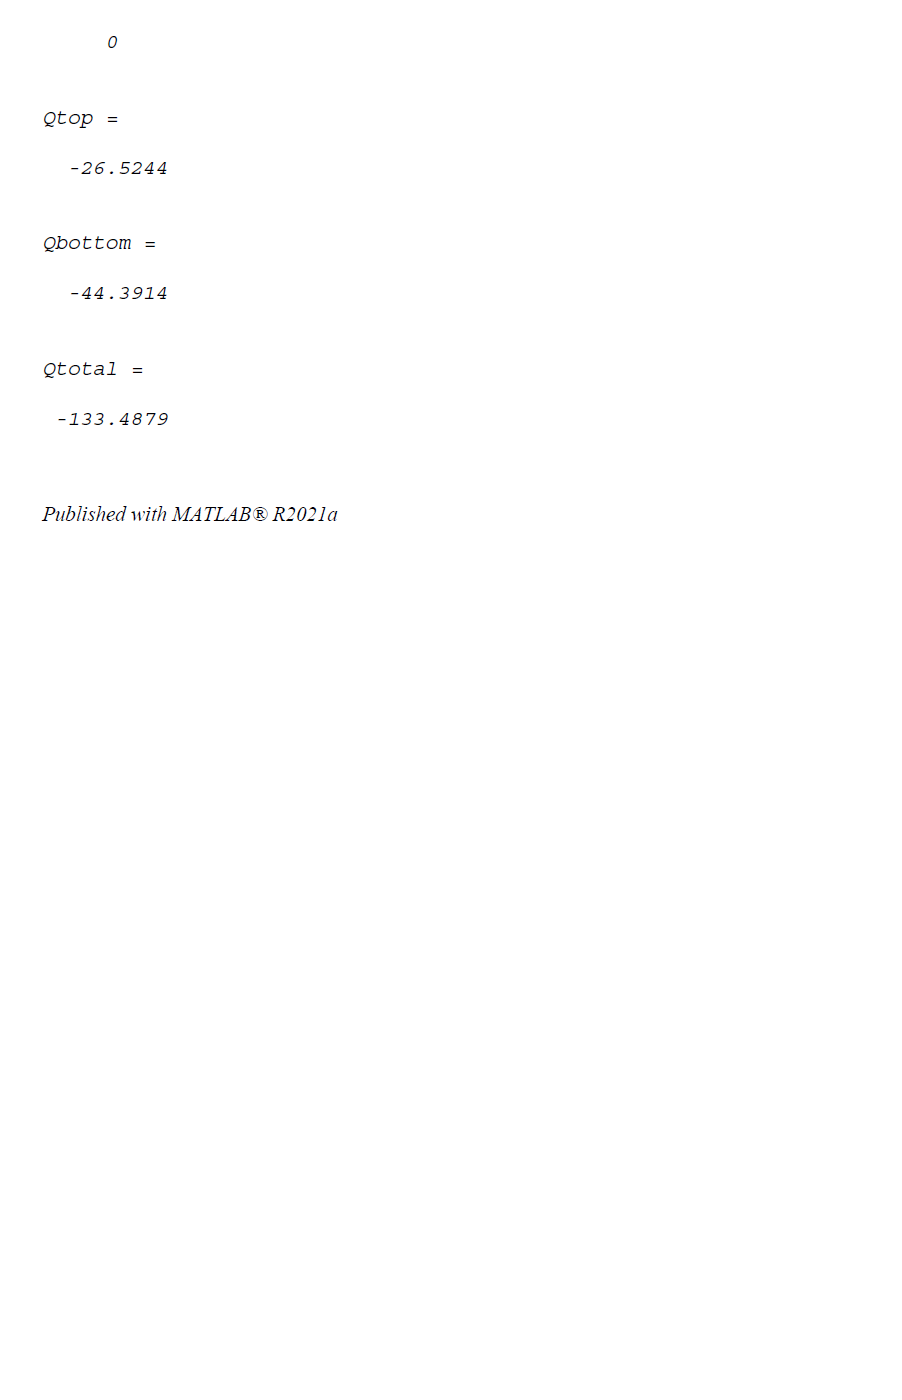 0
Qtop =
-26.5244
Qbottom =
-44.3914
Qtotal =
-133.4879
Published with MATLAB® R2021a